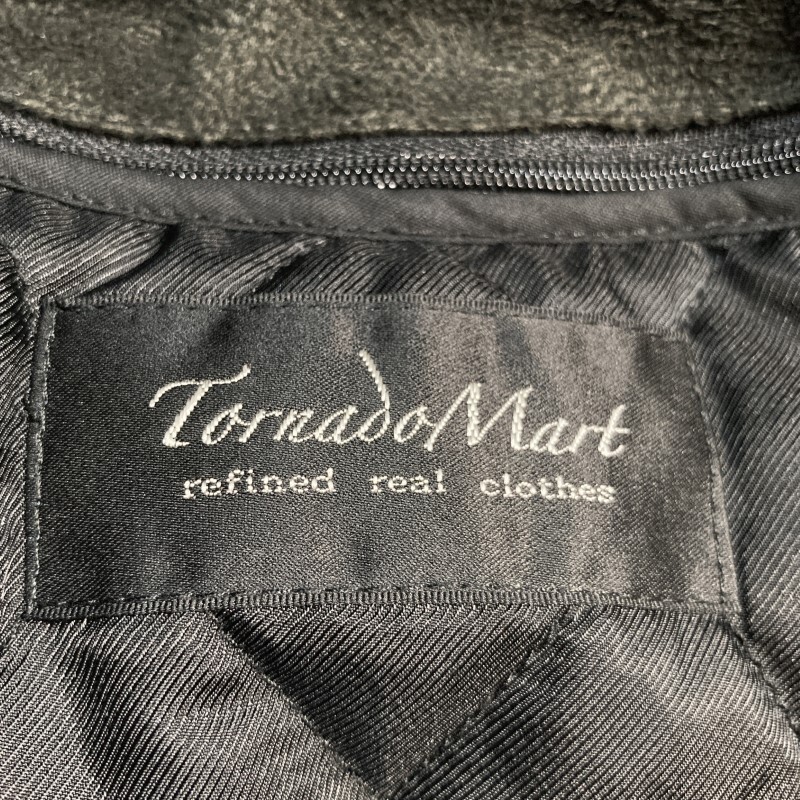 TornadoMart
refined real clothes